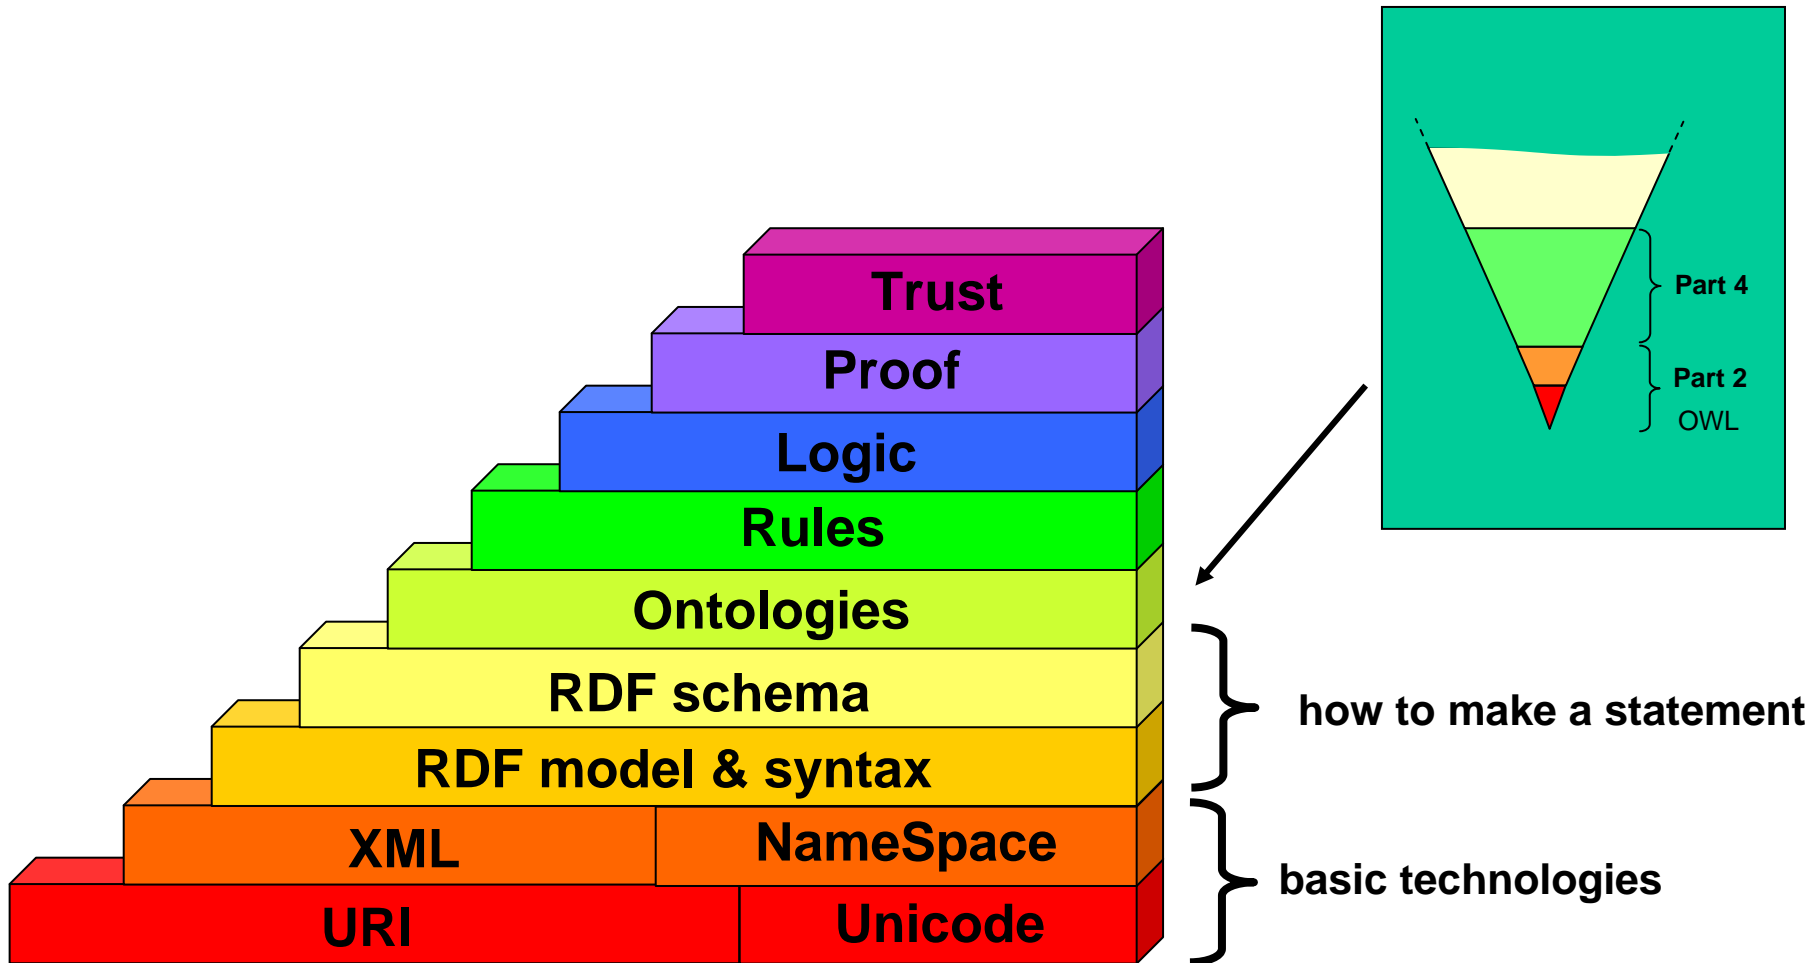 Part 4
Part 2
OWL
Trust
Proof
Logic
Rules
Ontologies
RDF schema
how to make a statement
RDF model & syntax
XML
NameSpace
basic technologies
URI
Unicode